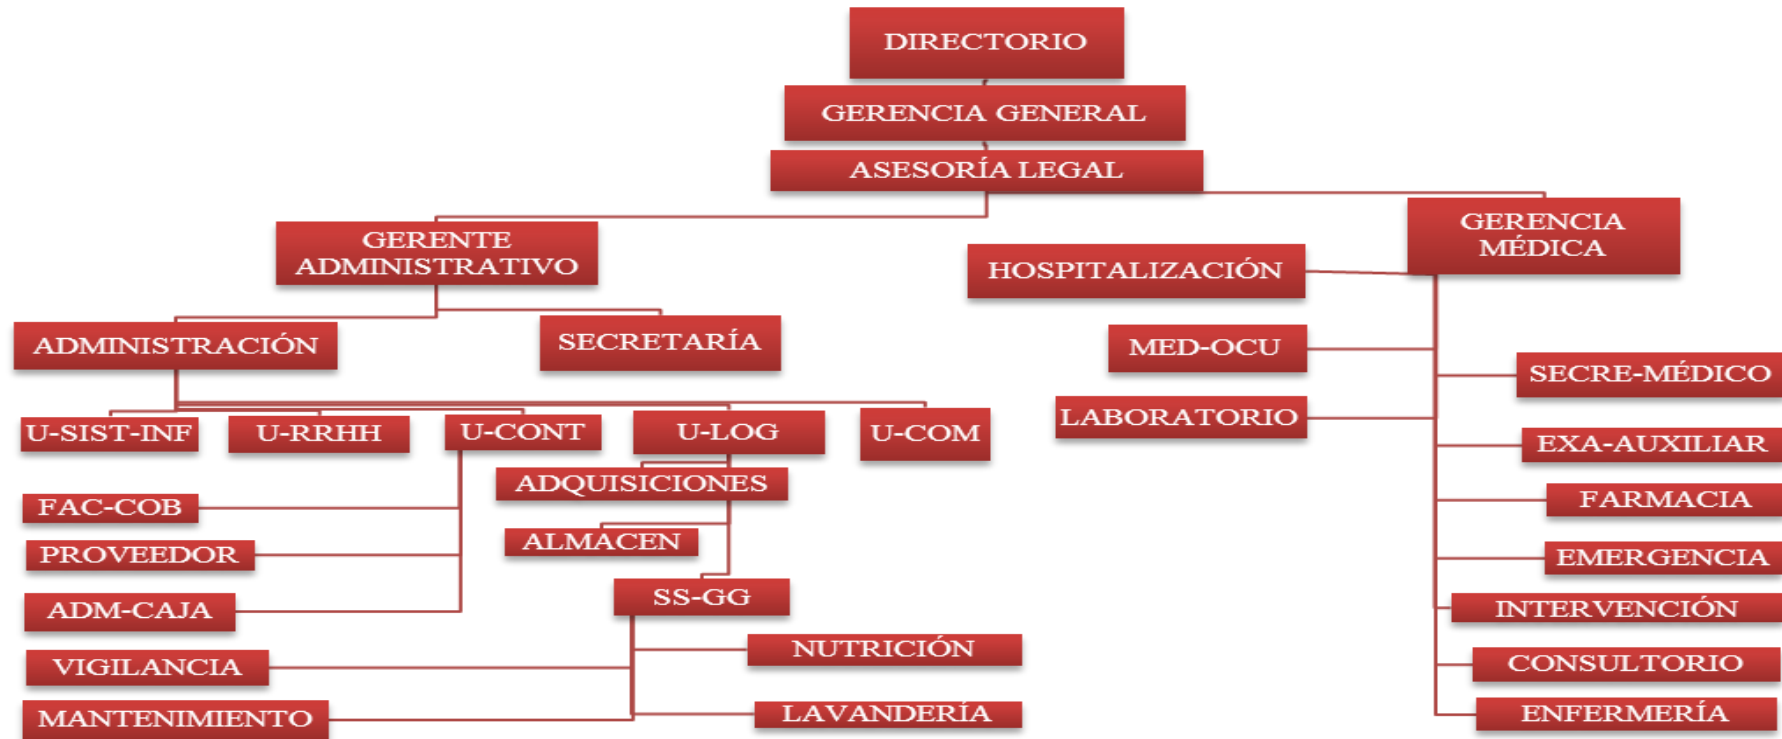 DIRECTORIO
GERENCIA GENERAL
ASESORÍA LEGAL
GERENTE
ADMINISTRATIVO
GERENCIA
MÉDICA
HOSPITALIZACIÓN
ADMINISTRACIÓN
SECRETARÍA
MED-OCU
SECRE-MÉDICO
LABORATORIO
U-SIST-INF
U-RRHH
U-CONT
U-LOG
U-COM
EXA-AUXILIAR
ADQUISICIONES
FAC-COB
FARMACIA
ALMACEN
PROVEEDOR
EMERGENCIA
SS-GG
ADM-CAJA
INTERVENCIÓN
NUTRICIÓN
VIGILANCIA
CONSULTORIO
MANTENIMIENTO
LAVANDERÍA
ENFERMERÍA